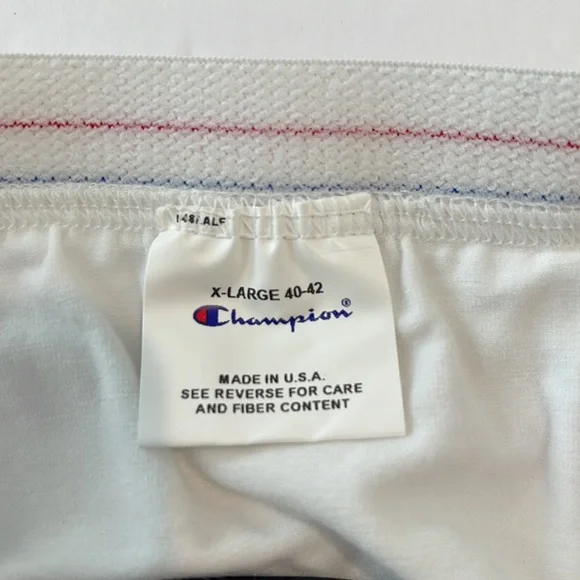 X-LARGE 40-42
Champion®
MADE IN U.S.A.
SEE REVERSE FOR CARE
AND FIBER CONTENT